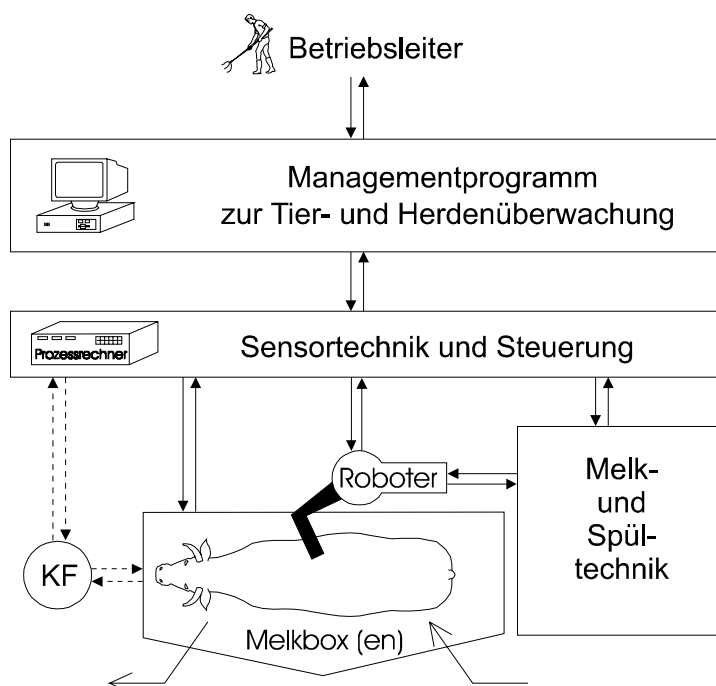 Betriebsleiter
Managementprogramm
zur Tier- und Herdenüberwachung
Prozessrechner
Sensortechnik und Steuerung
Roboter
Melk-
und
Spül-
technik
KF
Melkbox (en)